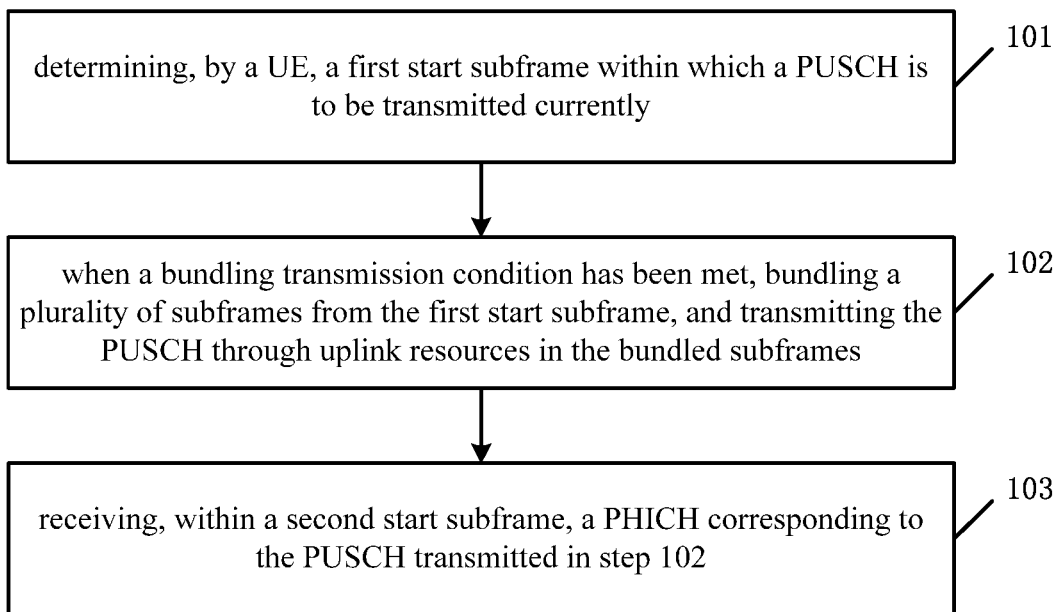 determining, by a UE, a first start subframe within which a PUSCH is
to be transmitted currently
101
when a bundling transmission condition has been met, bundling a
plurality of subframes from the first start subframe, and transmitting the
PUSCH through uplink resources in the bundled subframes
102
receiving, within a second start subframe, a PHICH corresponding to
the PUSCH transmitted in step 102
103